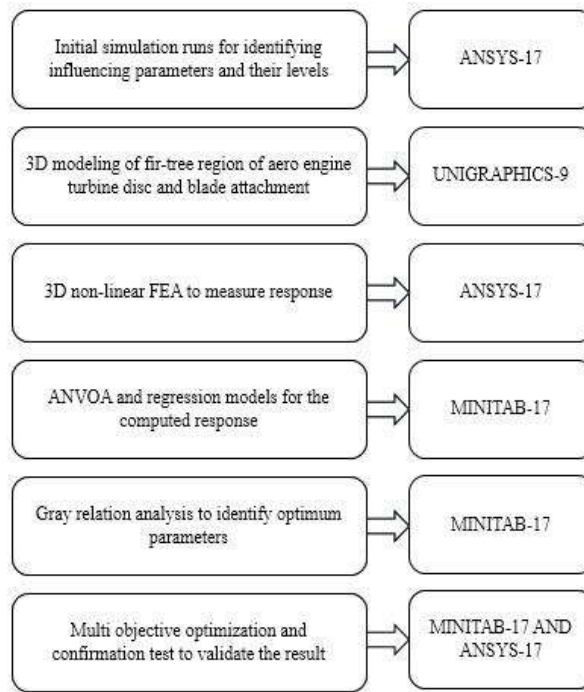 Initial simulation runs for identifying
influencing parameters and their levels
ANSYS-17
3D modeling of fir-tree region of aero engine
turbine disc and blade attachment
UNIGRAPHICS-9
3D non-linear FEA to measure response
ANSYS-17
ANVOA and regression models for the
computed response
MINITAB-17
Gray relation analysis to identify optimum
parameters
MINITAB-17
Multi objective optimization and
confirmation test to validate the result
MINITAB-17 AND
ANSYS-17